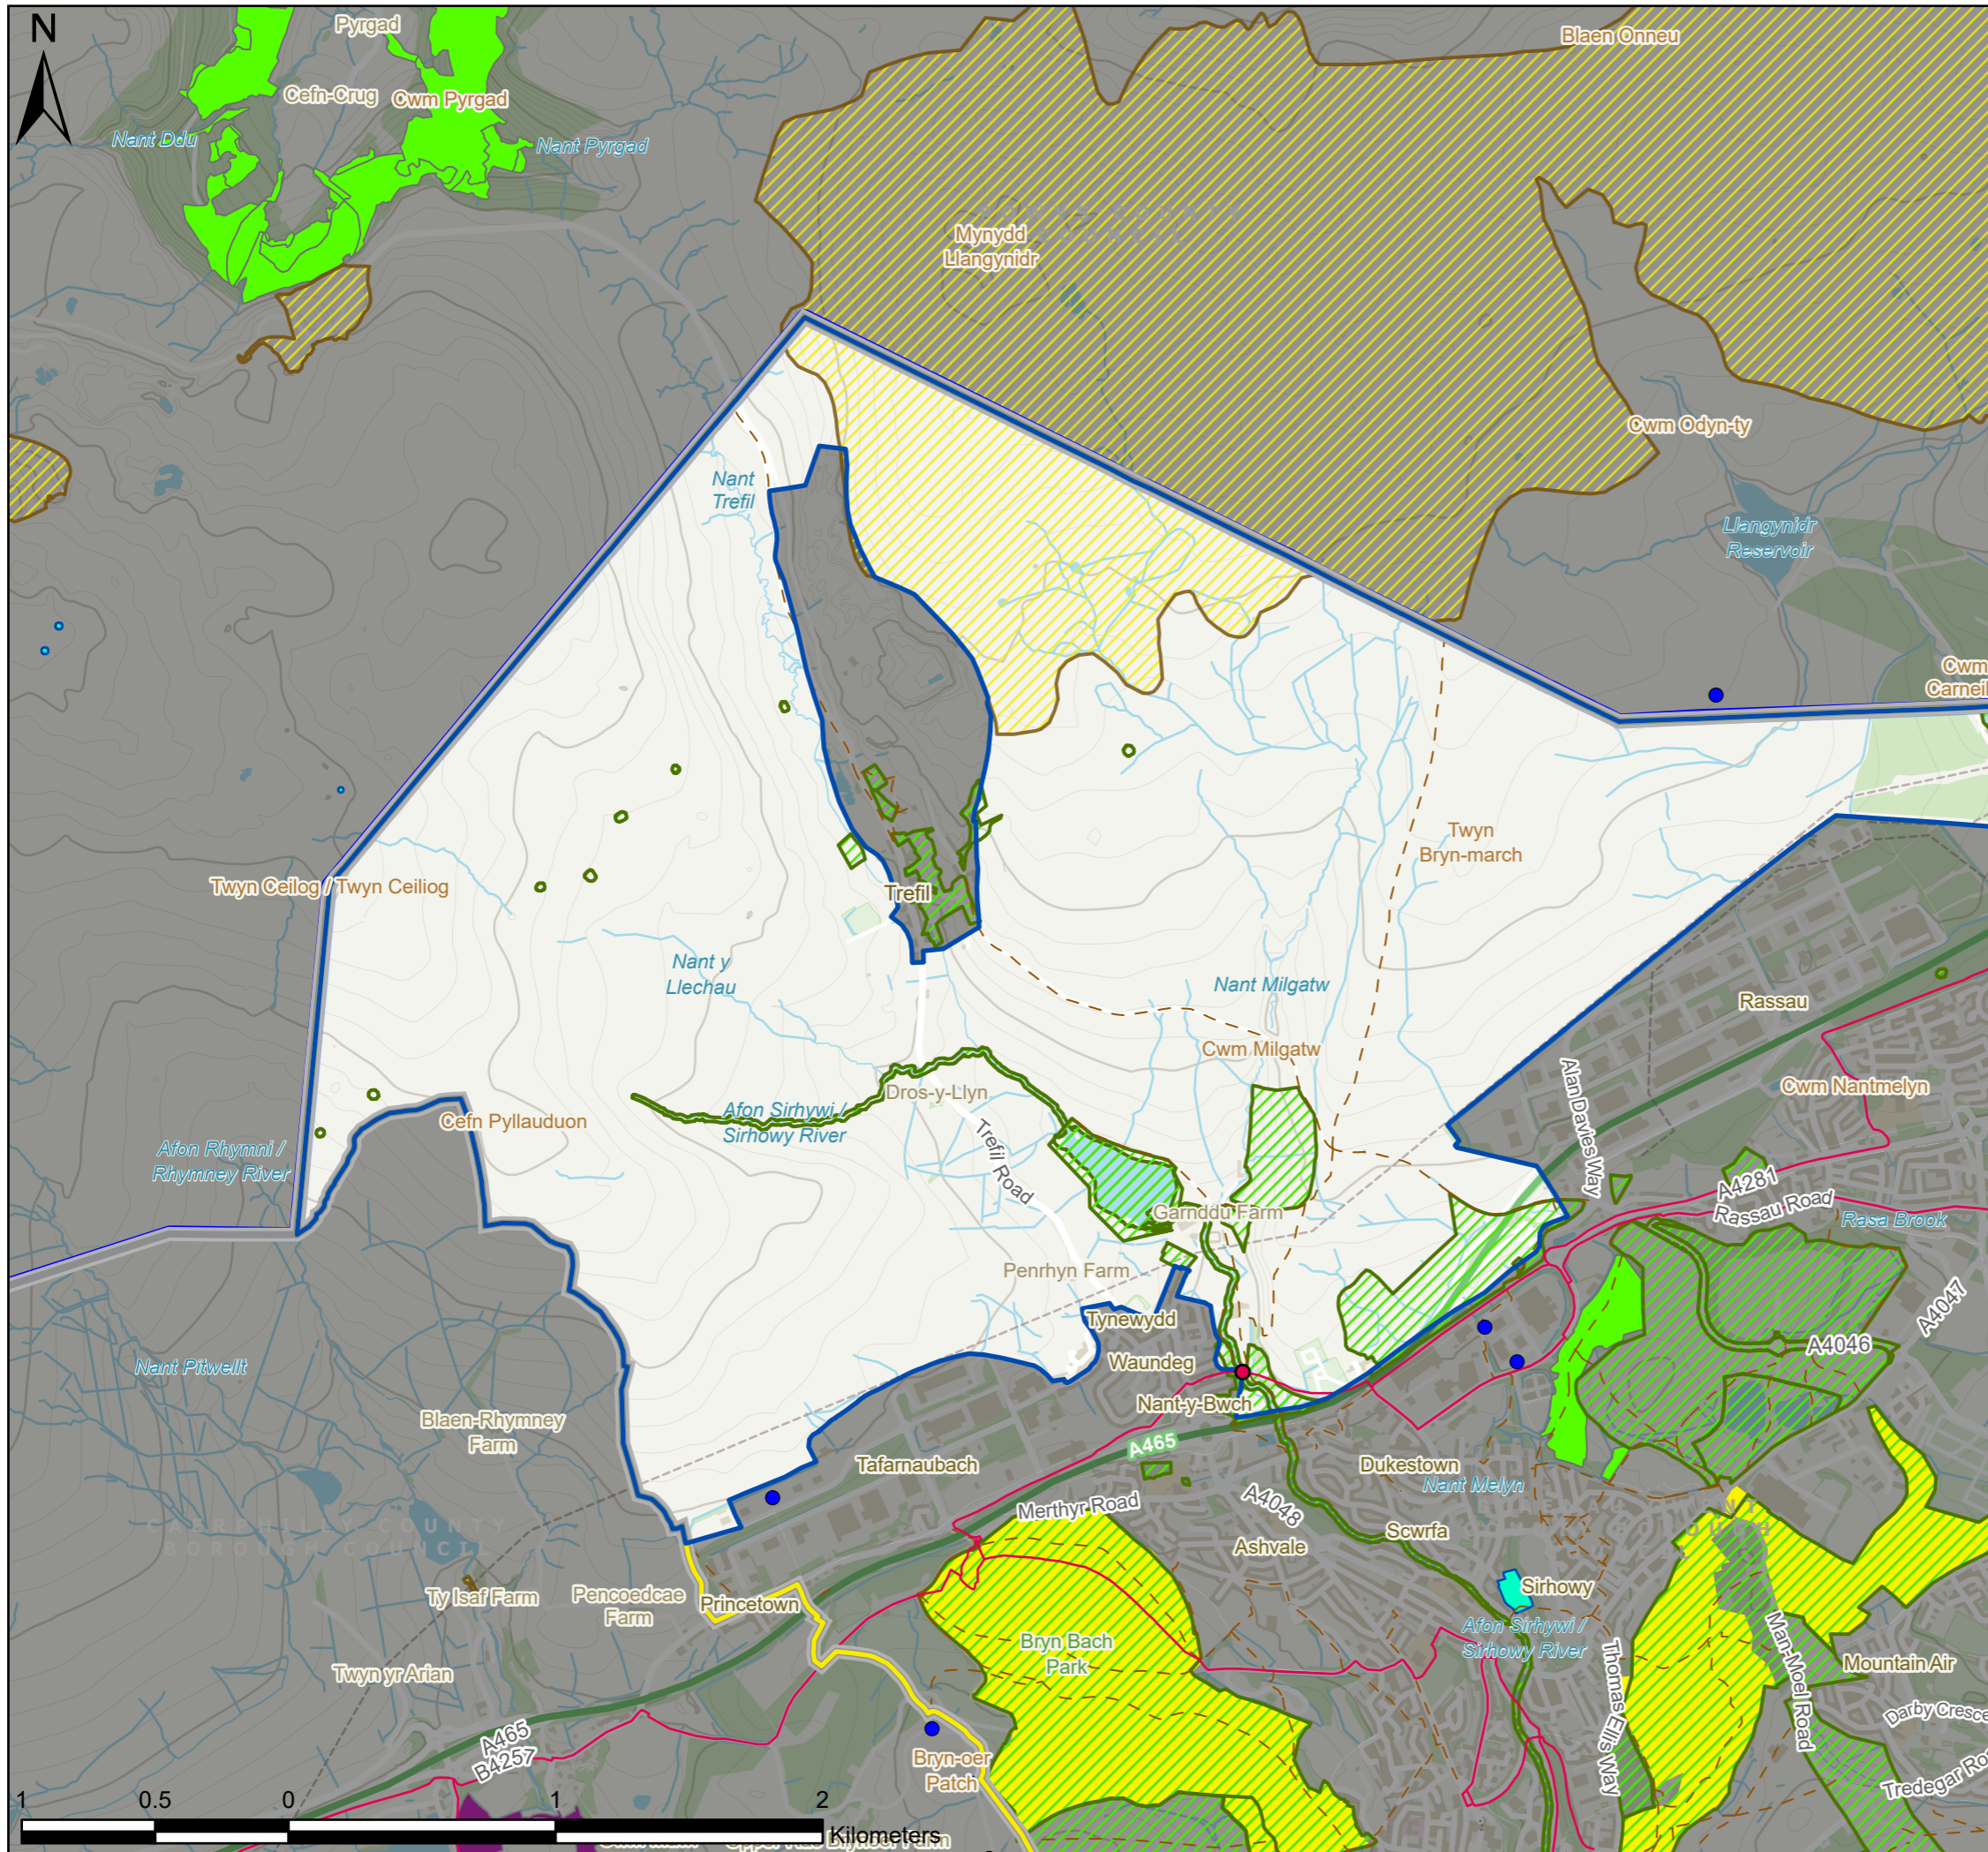 N
Pyrgad
Cefn-Crug
Cwm Pyrgad
Nant Ddu
Nant Pyrgad
Blaen Onneu
Mynydd
Llangynidr
Cwm Odyn-ty
Nant
Trefil
Llangynidr
Reservoir
Cwm
Twyn
Bryn-march
Twyn Ceilog / Twyn Ceiliog
Trefil
Nant y
Llechau
Nant Milgatw
Rassau
Cwm Milgatw
Alan Davies Way
Cwm Nantmelyn
Dros-y-Llyn
Afon Sirhywi /
Sirhowy River
Cefn Pyllauduon
Afon Rhymni /
Rhymney River
Trefil Road
A4281
Rassau Road
Rasa Brook
Garnddu Farm
Penrhyn Farm
Tynewydd
A4047
A4046
Nant Pitwellt
Waundeg
Nant-y-Bwch
Blaen-Rhymney
Farm
A465
Tafarnaubach
Dukestown
Nant Melyn
Merthyr Road
A4048
Scwrfa
Ashvale
CAERPHILLY COUNTY
BOROUGH COUNCIL
Ty Isaf Farm
Pencoedcae
Farm
Princetown
Sirhowy
Afon Sirhywi /
Sirhowy River
Bryn Bach
Park
Twyn yr Arian
Thomas Ellis Way
Man-Moel Road
Mountain Air
A465
B4257
Bryn-oer
Patch
Tredegar
1 0.5 0 1 2
Kilometers